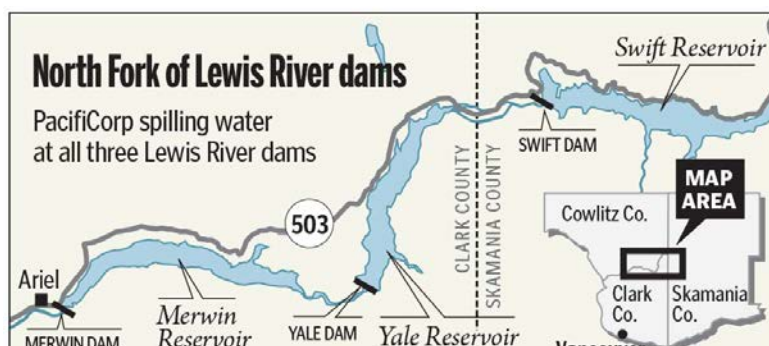 North Fork of Lewis River dams
PacifiCorp spilling water
at all three Lewis River dams
Swift Reservoir
SWIFT DAM
CLARK COUNTY
SKAMANIA COUNTY
MAP
AREA
Cowlitz Co.
503
Ariel
Clark
Co.
Skamania
Co.
MERWIN DAM
Merwin
Reservoir
YALE DAM
Yale Reservoir